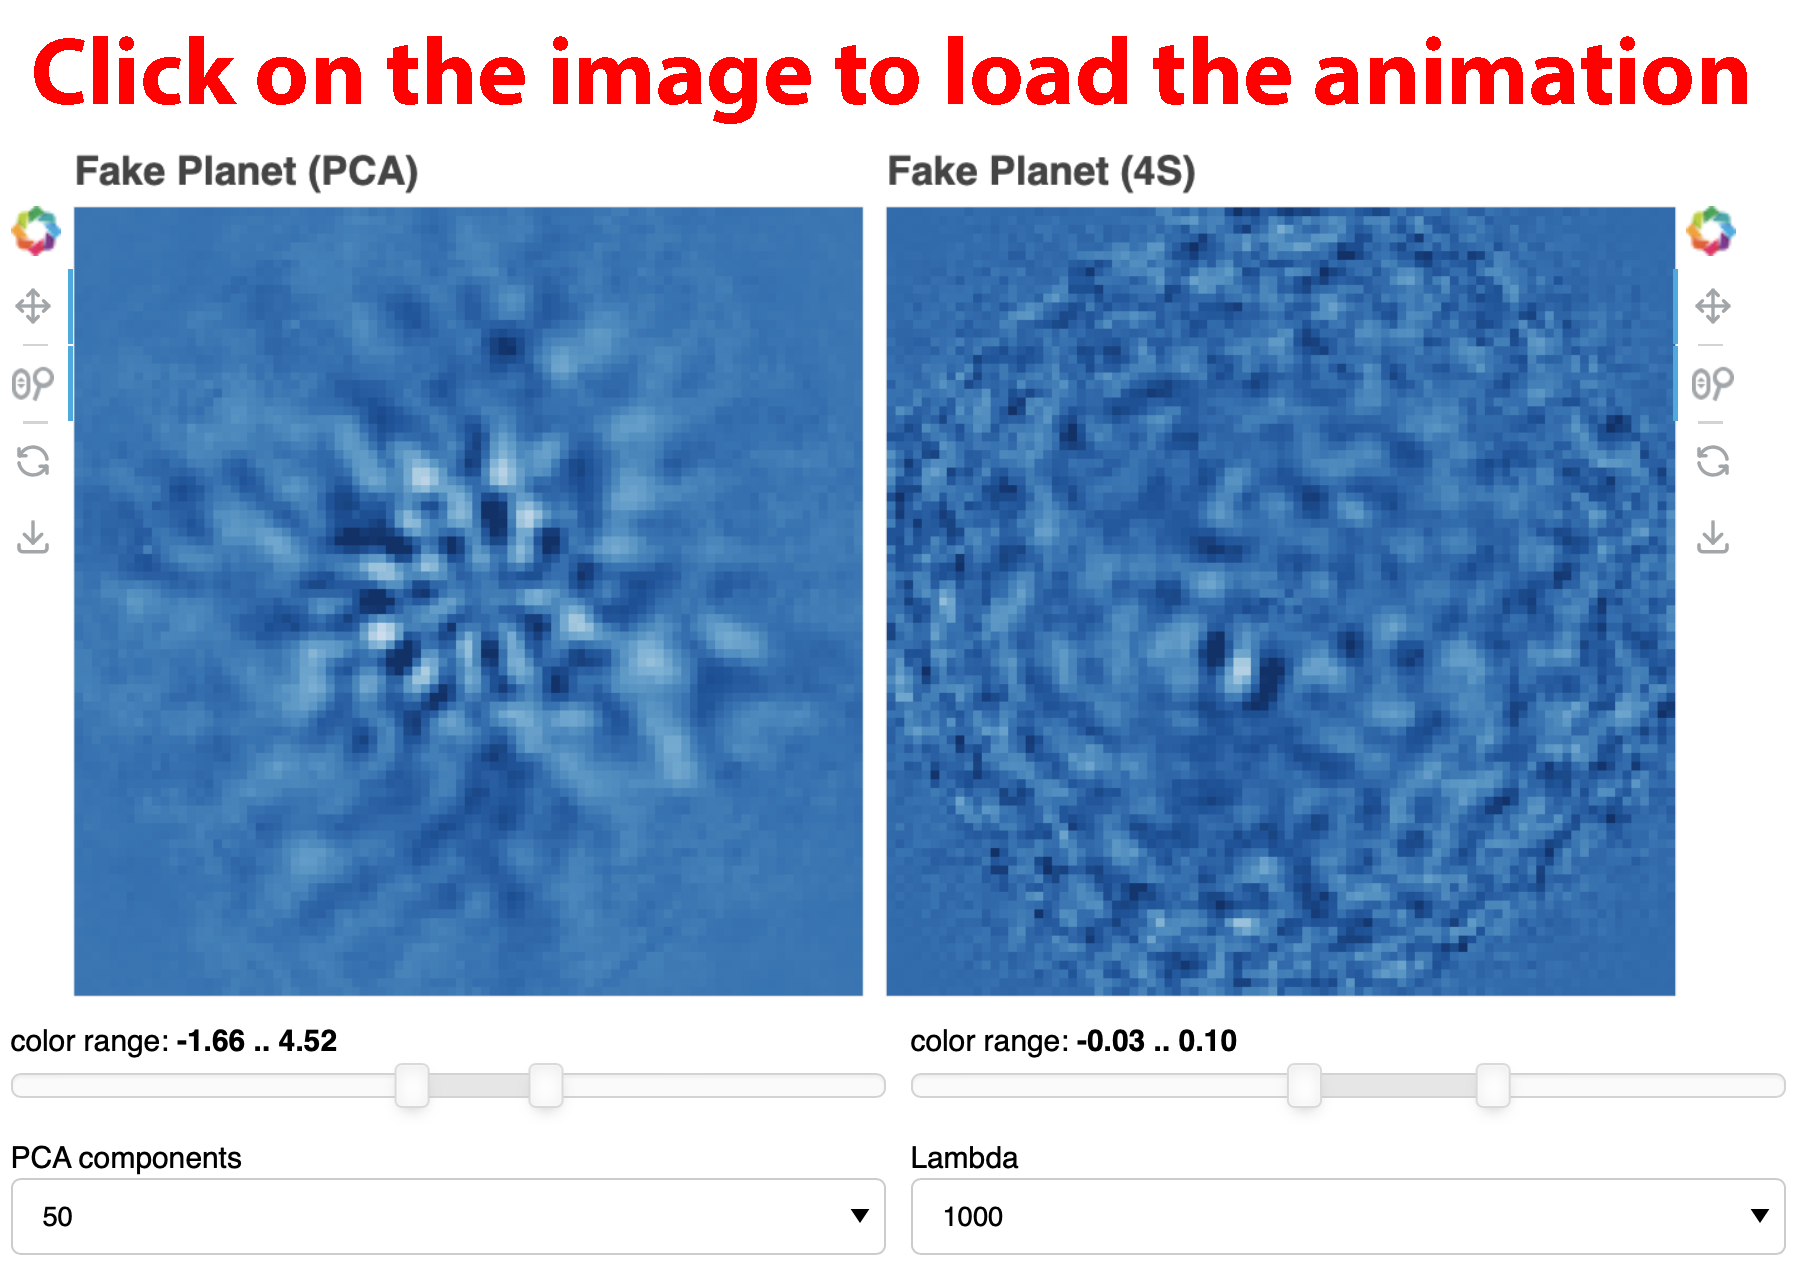 Click on the image to load the animation
Fake Planet (PCA)
Fake Planet (4S)
color range: -1.66 .. 4.52
color range: -0.03 .. 0.10
PCA components
Lambda
50
1000